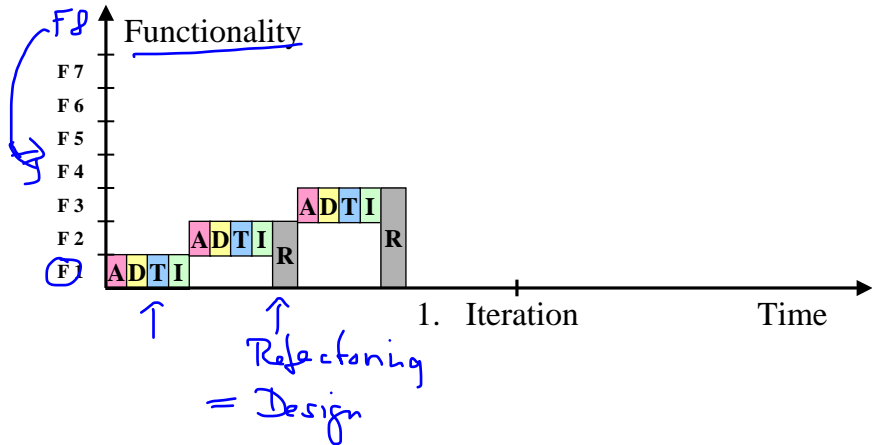 F8 Functionality
F 7
F 6
F 5
F 4
A D T I
F 3
R
A D T I
F 2
R
F 1 A D T I
1. Iteration Time
Refactoring
= Design